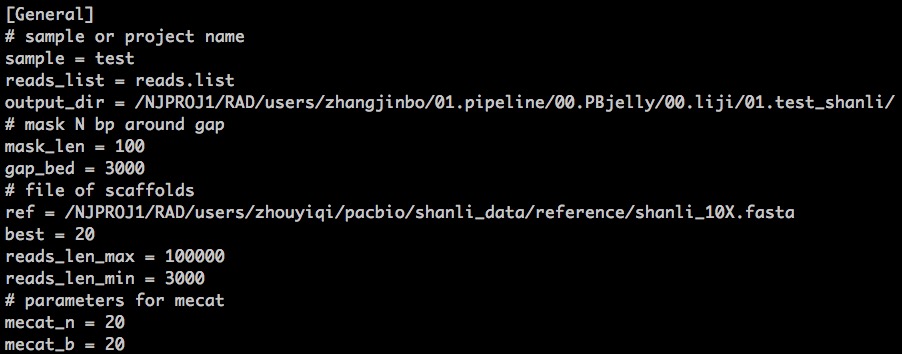 [General]
# sample or project name
sample = test
reads_list = reads.list
output_dir = /NJPROJ1/RAD/users/zhangjinbo/01.pipeline/00.PBjelly/00.liji/01.test_shanli/
# mask N bp around gap
mask_len = 100
gap_bed = 3000
# file of scaffolds
ref = /NJPROJ1/RAD/users/zhouyiqi/pacbio/shanli_data/reference/shanli_10X.fasta
best = 20
reads_len_max = 100000
reads_len_min = 3000
# parameters for mecat
mecat_n = 20
mecat_b = 20